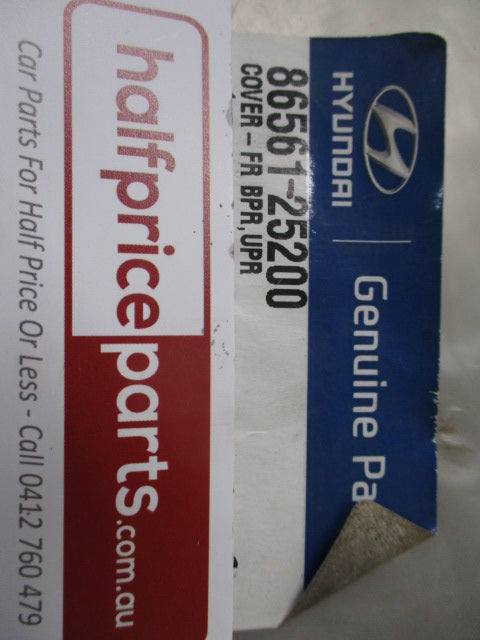 HYUNDAI
Genuine Pa
86561-25200
COVER-FR BPR,UPR
halfpriceparts.com.au
Car Parts For Half Price Or Less - Call 0412 760 479